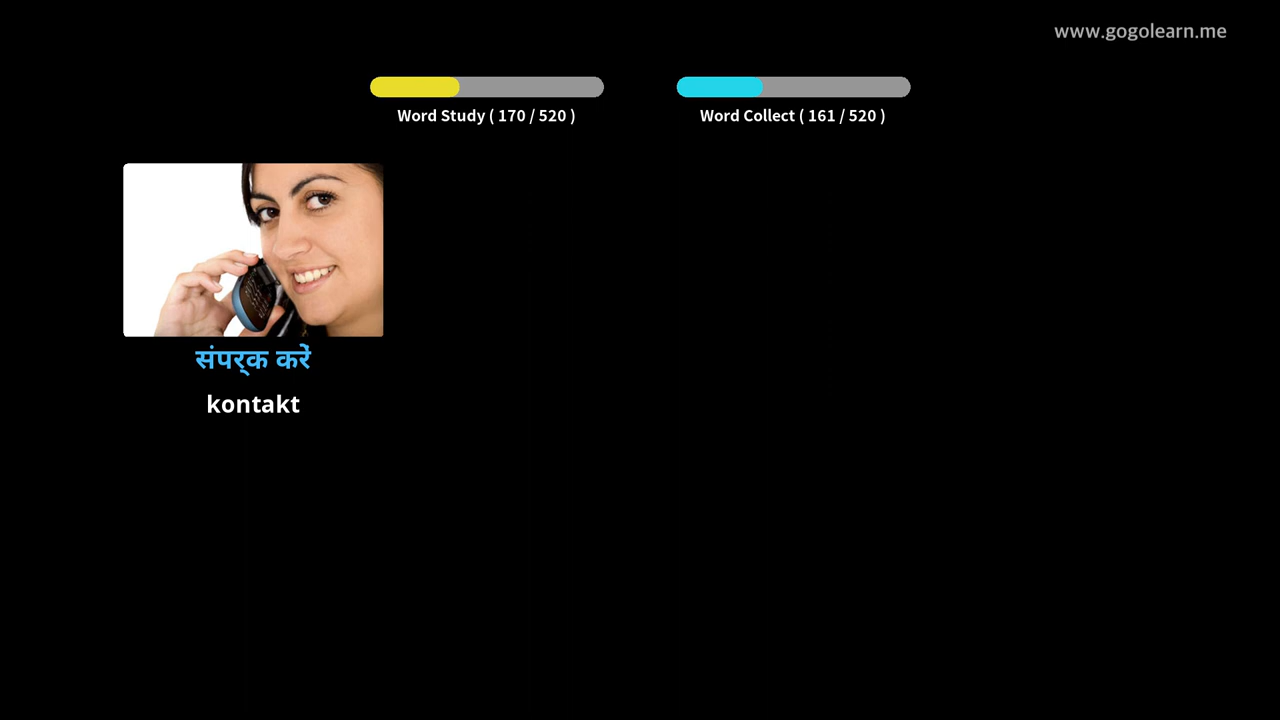 www.gogolearn.me
Word Study ( 170 / 520 )
Word Collect ( 161 / 520 )
संपर्क करें
kontakt